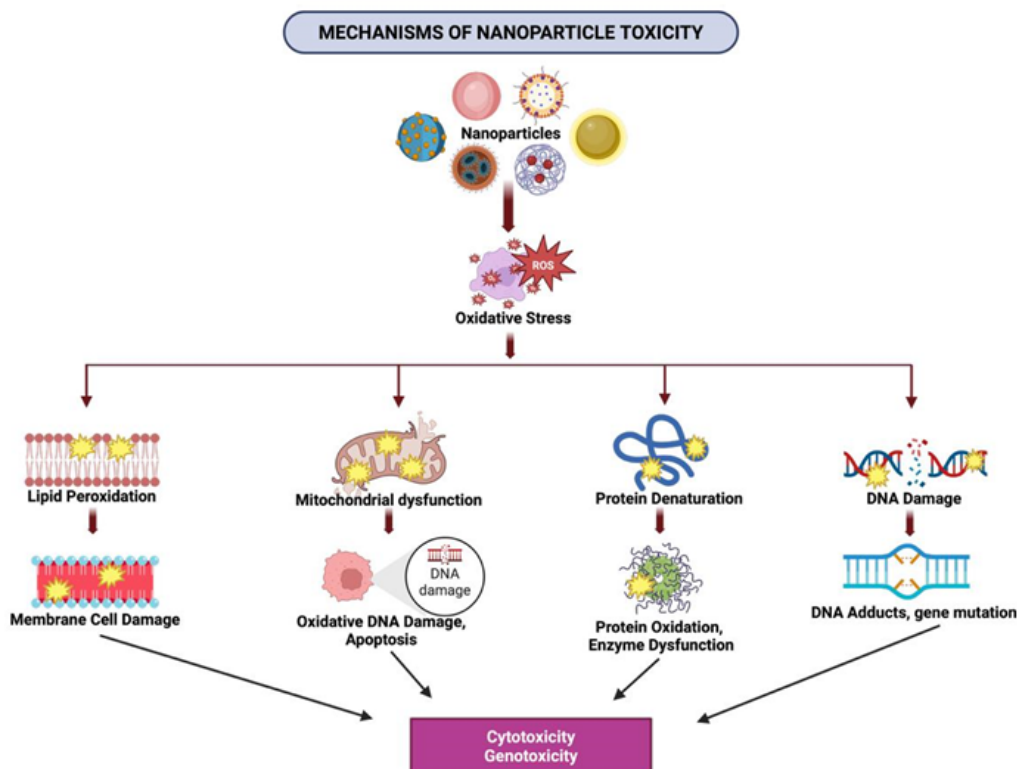 MECHANISMS OF NANOPARTICLE TOXICITY
Nanoparticles
ROS
Oxidative Stress
Lipid Peroxidation
Mitochondrial dysfunction
Protein Denaturation
DNA Damage
Membrane Cell Damage
DNA
damage
Oxidative DNA Damage,
Apoptosis
Protein Oxidation,
Enzyme Dysfunction
DNA Adducts, gene mutation
Cytotoxicity
Genotoxicity